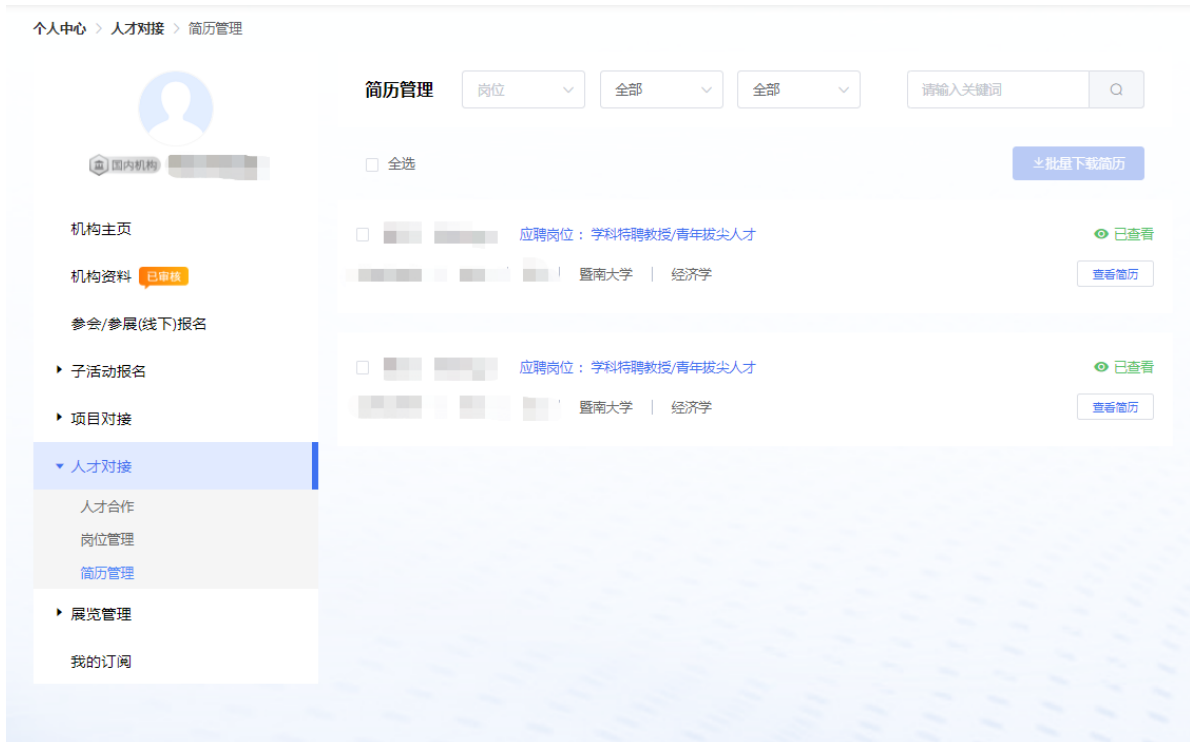 个人中心 > 人才对接 > 简历管理
简历管理 岗位 全部 全部 请输入关键词
国内机构
全选 批量下载简历
机构主页
机构资料 已审核
参会/参展(线下)报名
子活动报名
项目对接
人才对接
人才合作
岗位管理
简历管理
展览管理
我的订阅
应聘岗位： 学科特聘教授/青年拔尖人才 已查看
暨南大学 | 经济学 查看简历
应聘岗位： 学科特聘教授/青年拔尖人才 已查看
暨南大学 | 经济学 查看简历